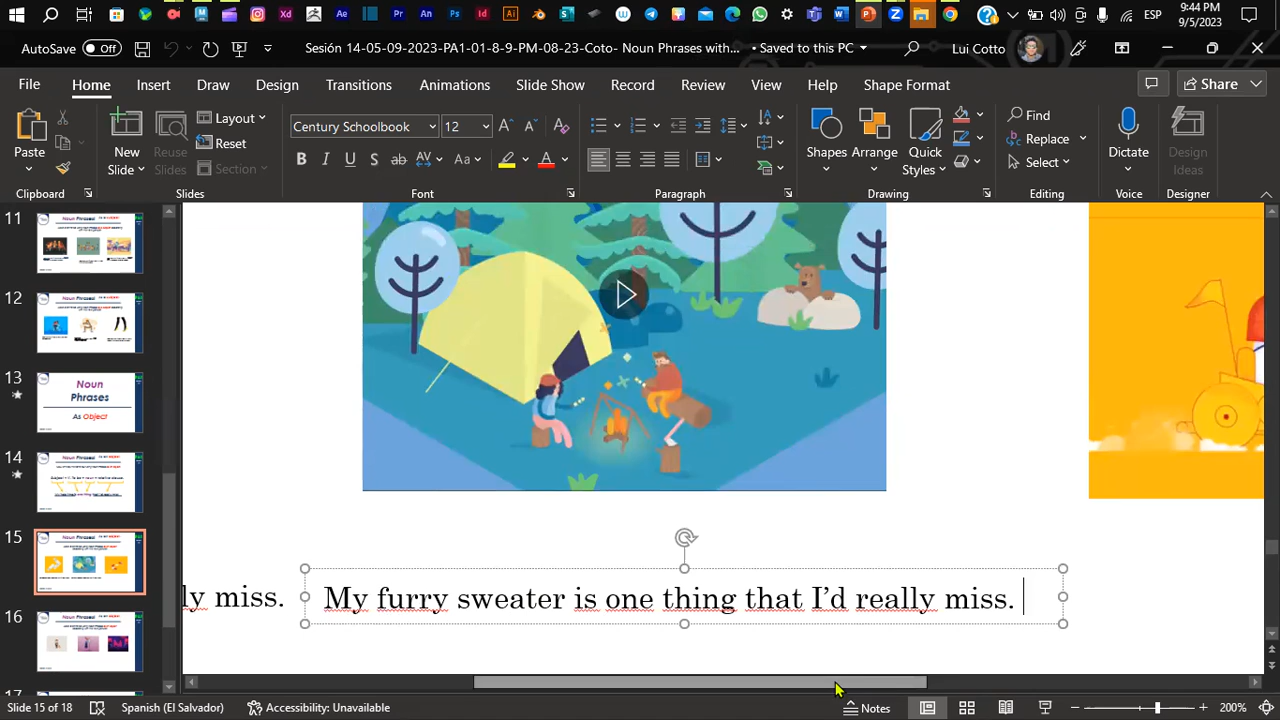 9:44 PM
ESP
9/5/2023
AutoSave Off
Sesión 14-05-09-2023-PA1-01-8-9-PM-08-23-Coto- Noun Phrases with... • Saved to this PC
Lui Cotto
File Home Insert Draw Design Transitions Animations Slide Show Record Review View Help Shape Format
Share
Paste
New Slide
Reuse Slides
Layout
Reset
Section
Century Schoolbook 12
Shapes
Arrange
Quick Styles
Find
Replace
Select
Dictate
Design Ideas
Clipboard Slides Font Paragraph Drawing Editing Voice Designer
11
12
13
Noun
Phrases
As Object
14
15
16
17
ly miss.
My furry sweater is one thing that I'd really miss.
Slide 15 of 18 Spanish (El Salvador) Accessibility: Unavailable Notes 200%